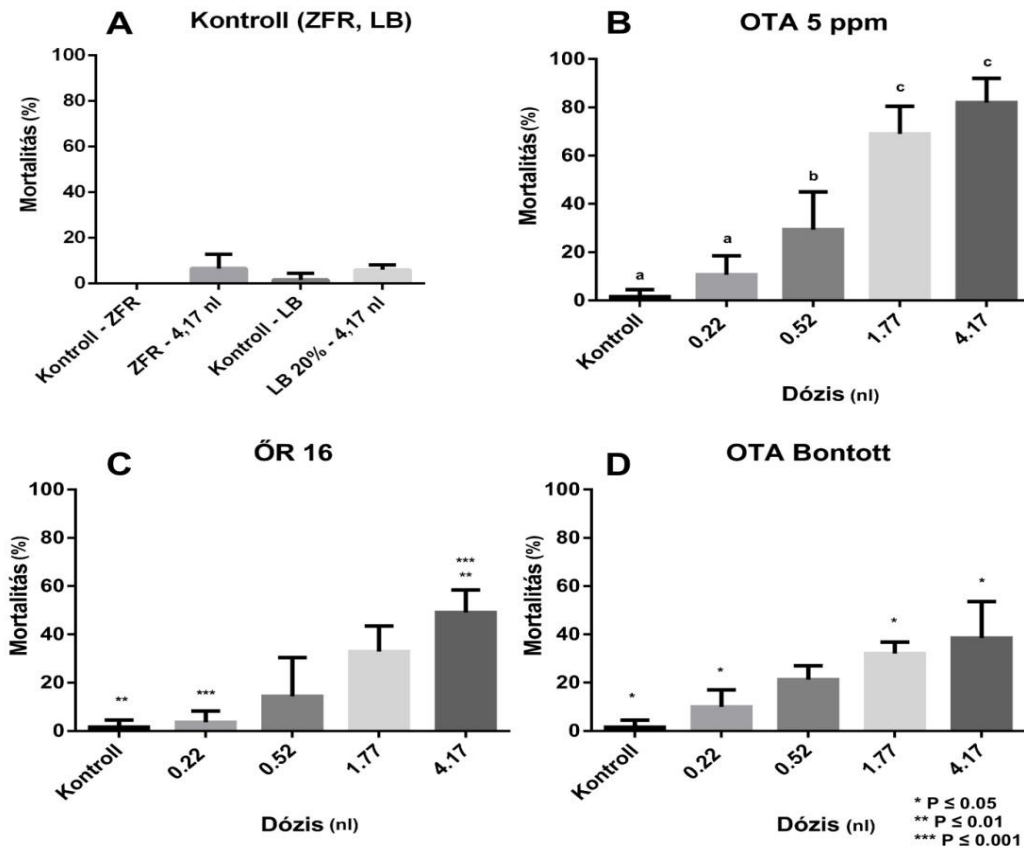 A Kontroll (ZFR, LB)
Mortalitás (%)
100
80
60
40
20
0
Kontroll - ZFR
ZFR - 4,17 nl
Kontroll - LB
LB 20% - 4,17 nl
B OTA 5 ppm
Mortalitás (%)
100
80
60
40
20
0
a
a
b
c
c
Kontroll
0.22
0.52
1.77
4.17
Dózis (nl)
C ŐR 16
Mortalitás (%)
100
80
60
40
20
0
**
***
***
**
Kontroll
0.22
0.52
1.77
4.17
Dózis (nl)
D OTA Bontott
Mortalitás (%)
100
80
60
40
20
0
*
*
*
*
Kontroll
0.22
0.52
1.77
4.17
Dózis (nl)
* P ≤ 0.05
** P ≤ 0.01
*** P ≤ 0.001